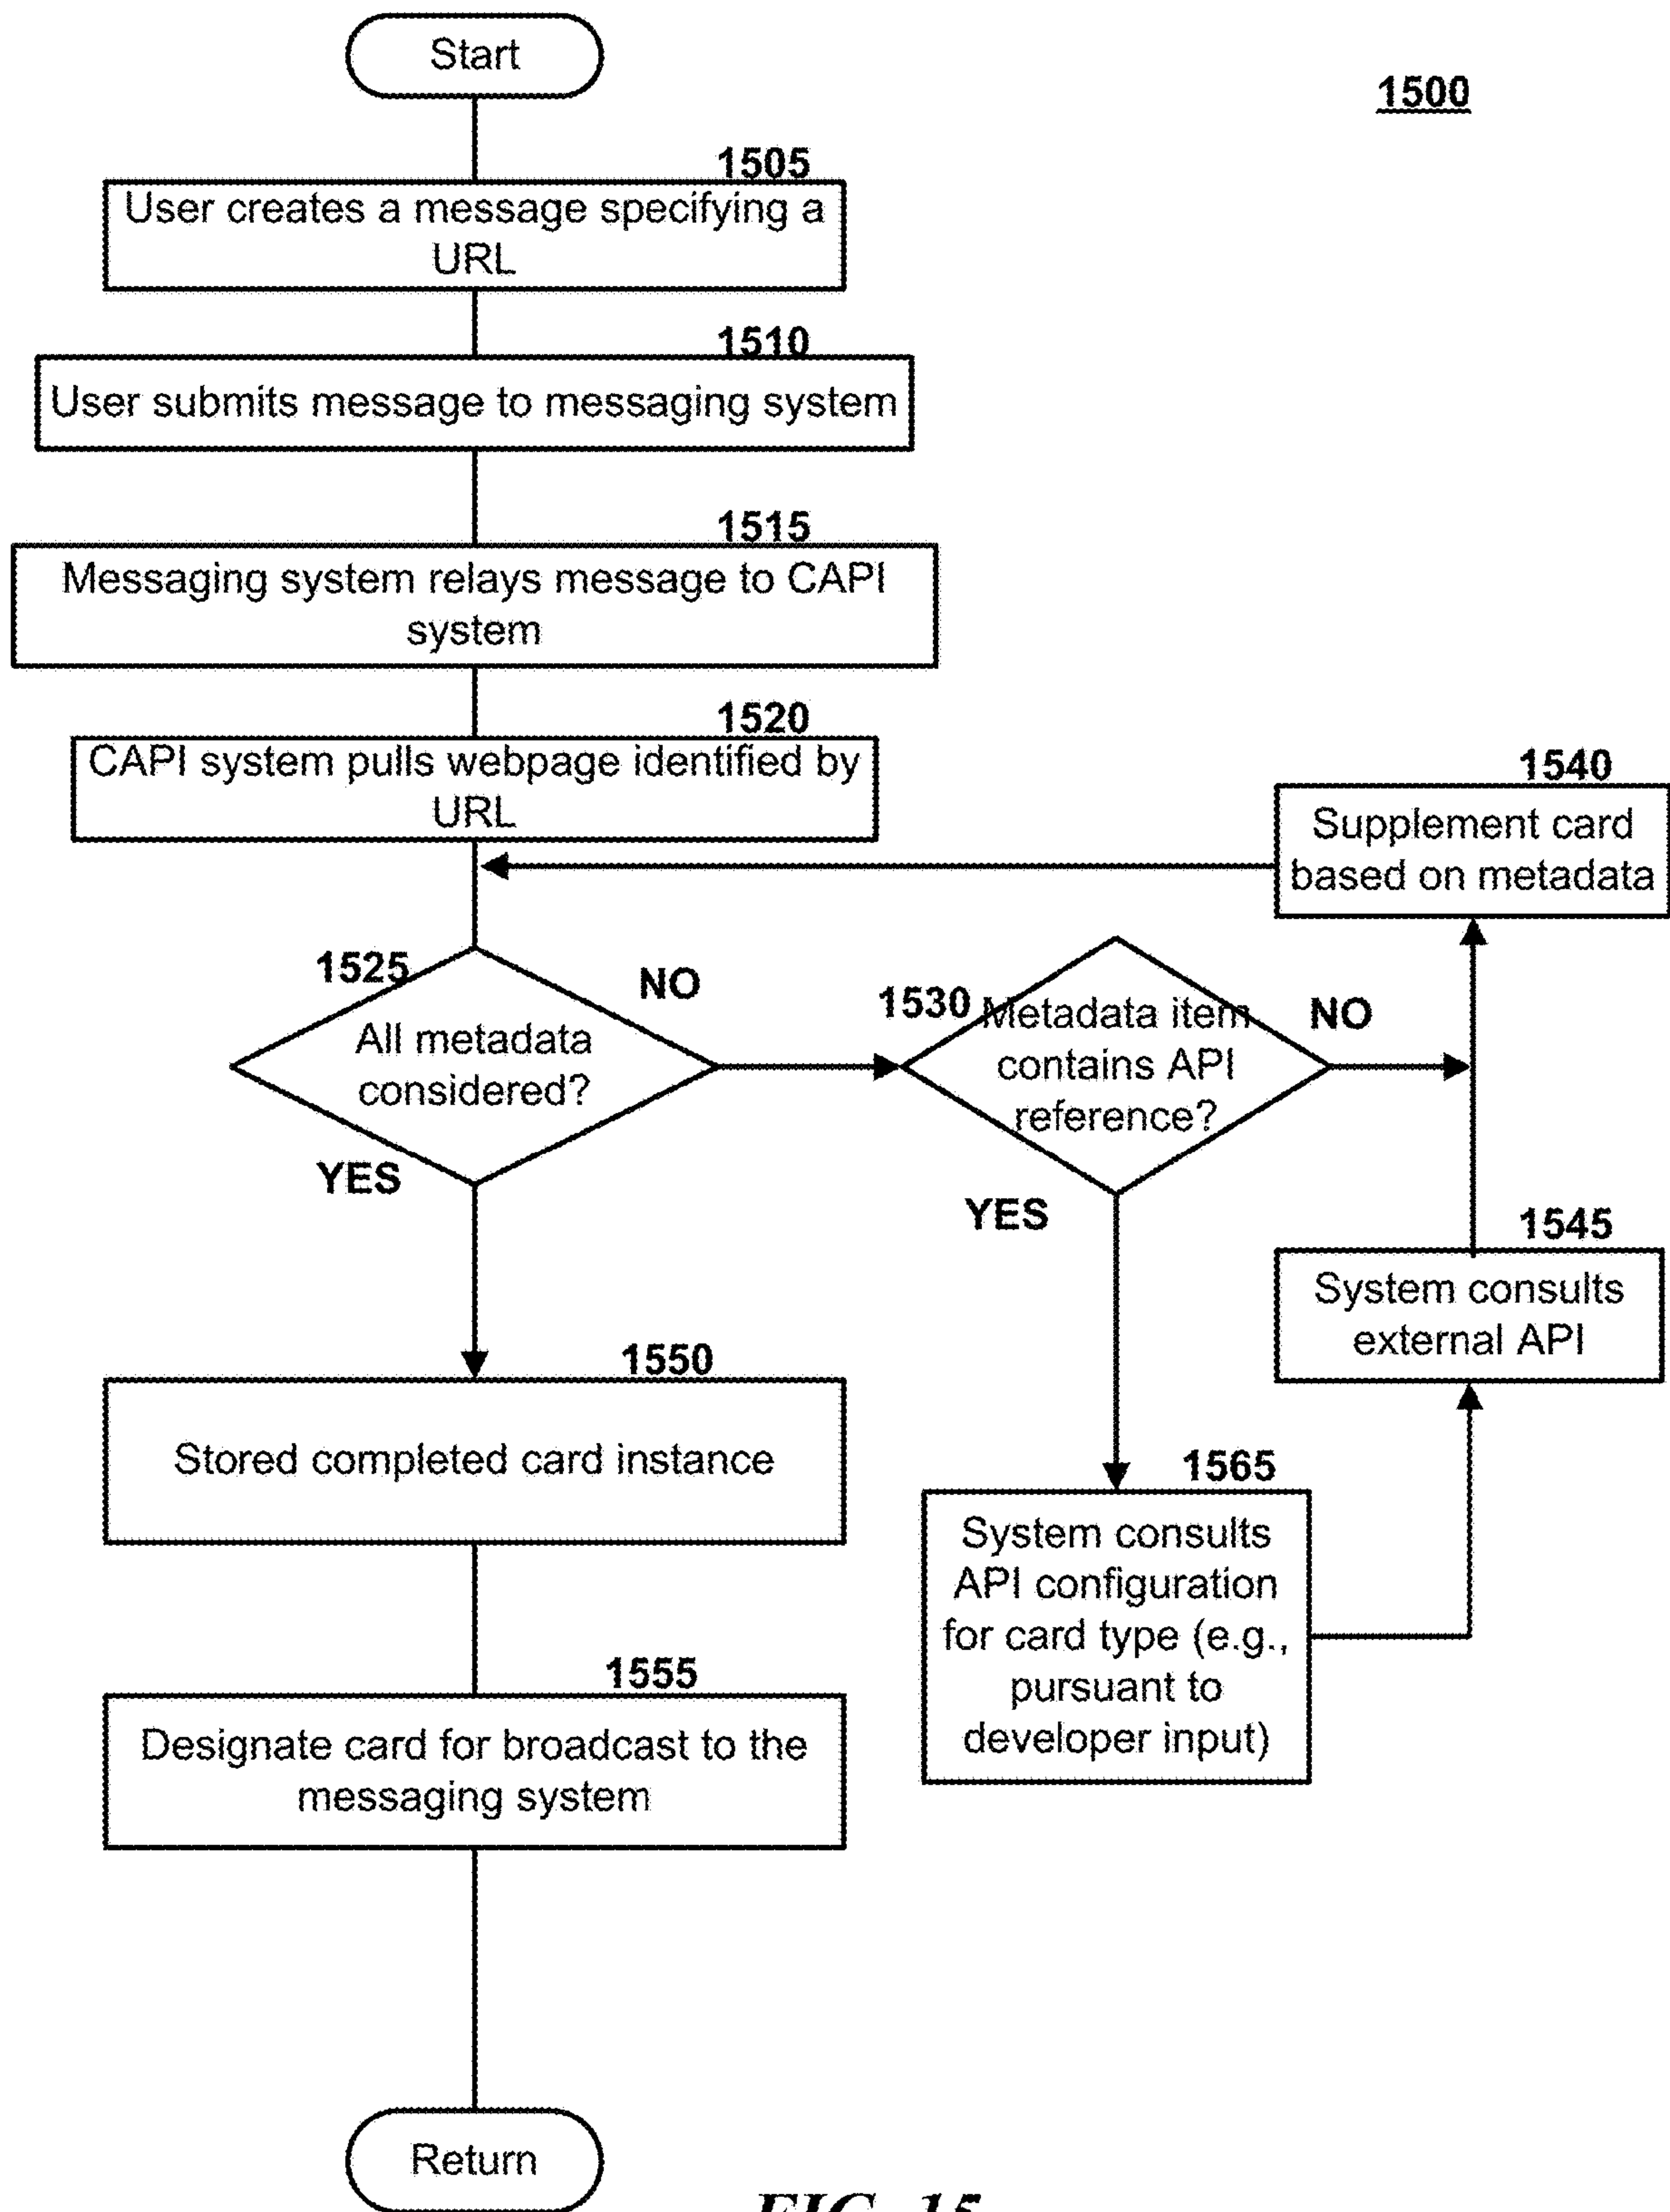 Start
1500
1505
User creates a message specifying a
URL
1510
User submits message to messaging system
1515
Messaging system relays message to CAPI
system
1520
CAPI system pulls webpage identified by
URL
1540
Supplement card
based on metadata
1525
All metadata
considered?
NO
YES
1530
Metadata item
contains API
reference?
NO
YES
1545
System consults
external API
1550
Stored completed card instance
1565
System consults
API configuration
for card type (e.g.,
pursuant to
developer input)
1555
Designate card for broadcast to the
messaging system
Return
FIG. 15